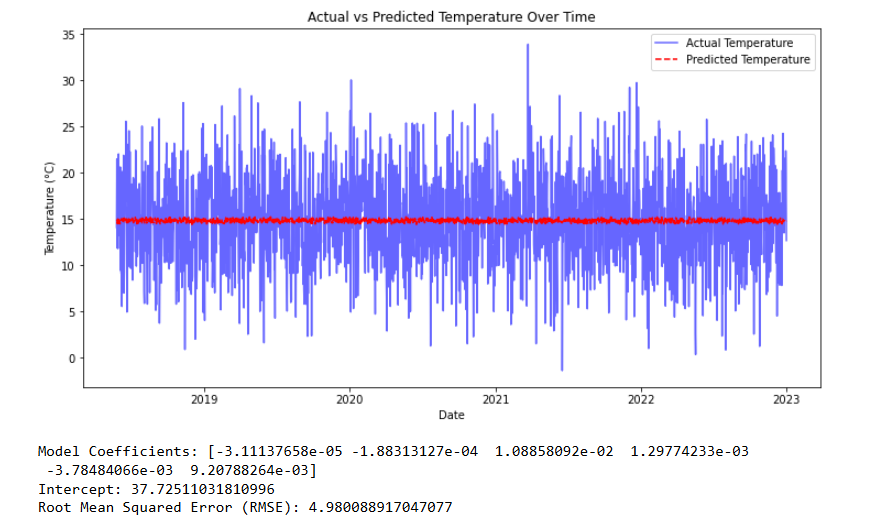 Actual vs Predicted Temperature Over Time
Actual Temperature
Predicted Temperature
35
30
25
20
15
10
5
0
Temperature (°C)
2019 2020 2021 2022 2023
Date
Model Coefficients: [-3.11137658e-05 -1.88313127e-04  1.08858092e-02  1.29774233e-03
 -3.78484066e-03  9.20788264e-03]
Intercept: 37.72511031810996
Root Mean Squared Error (RMSE): 4.980088917047077